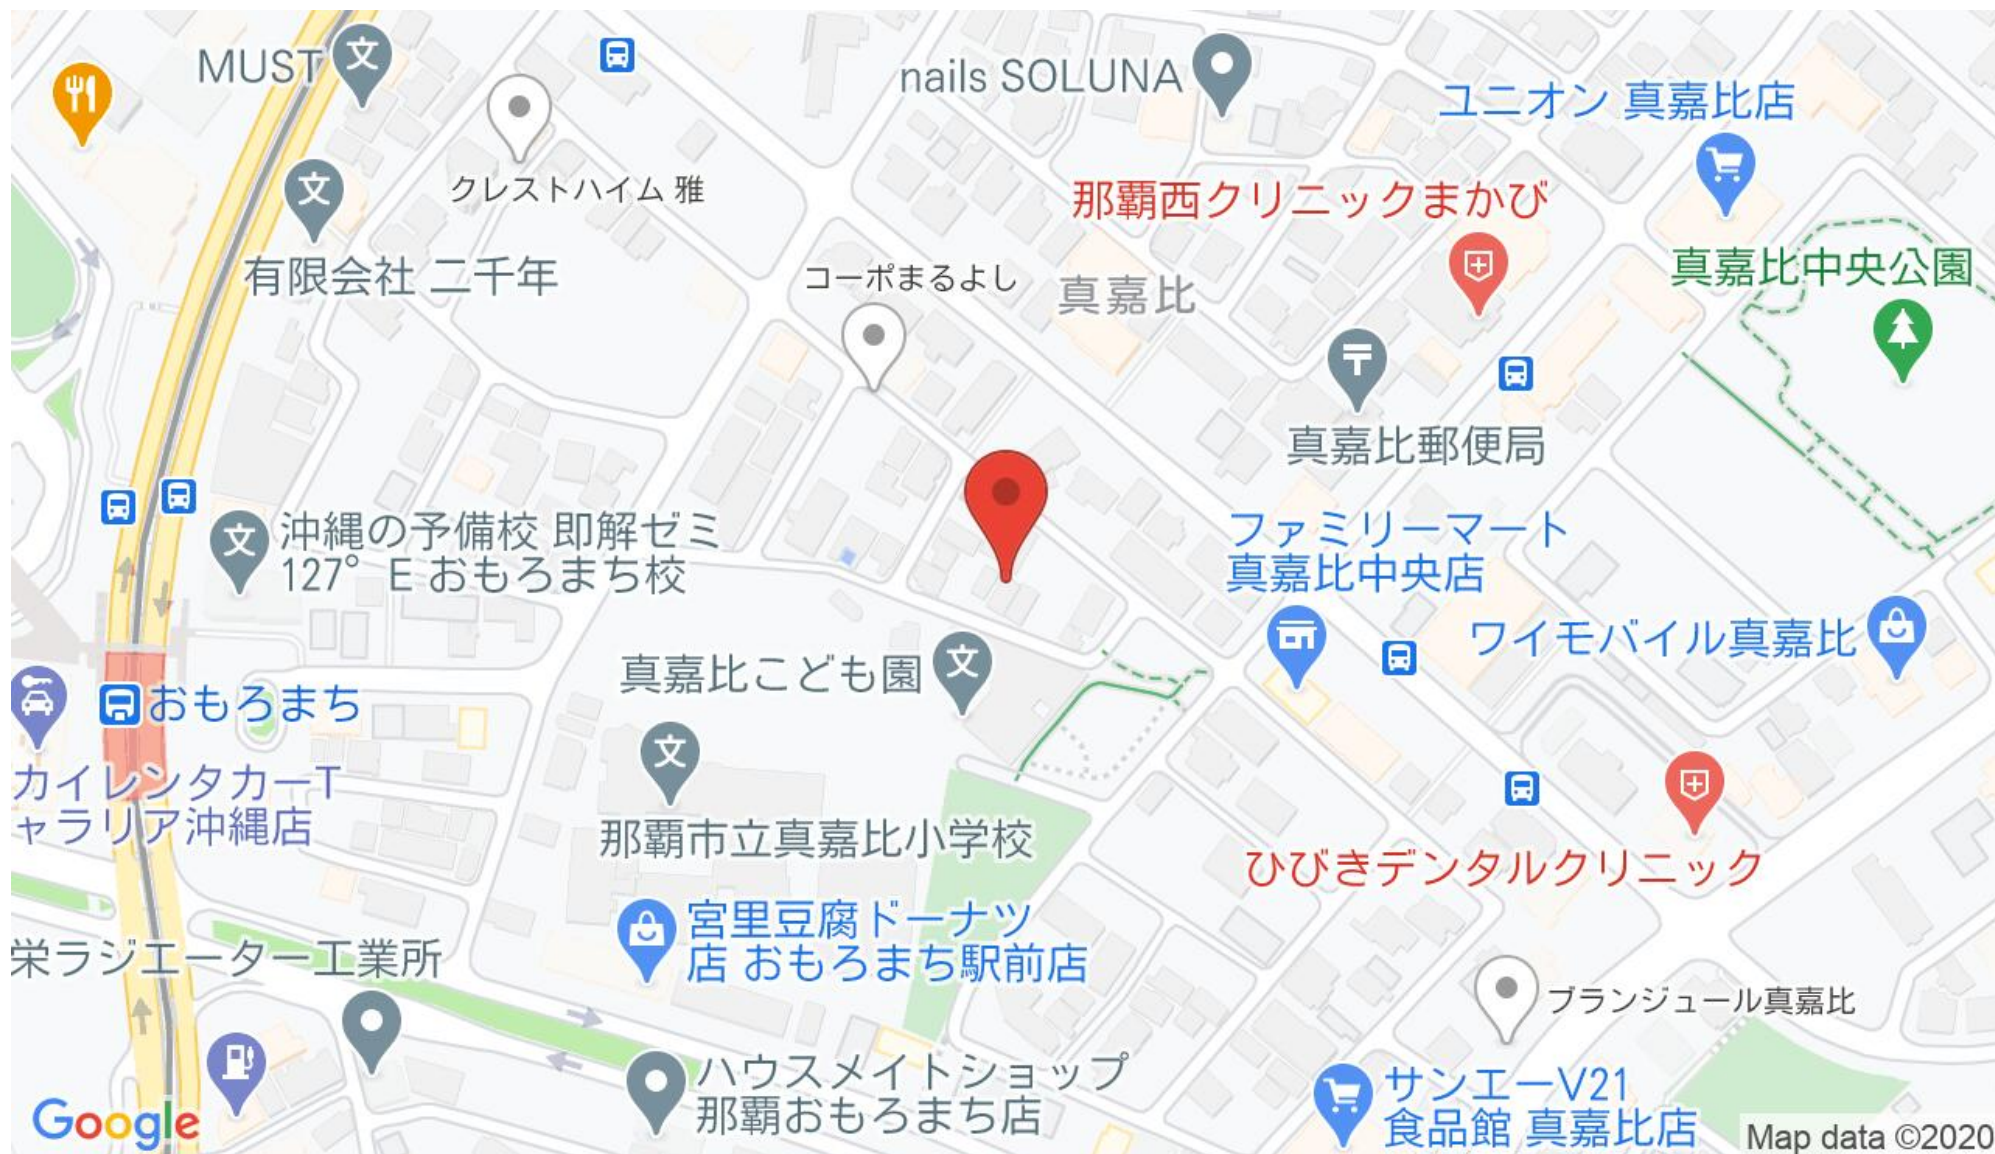 MUST
nails SOLUNA
ユニオン 真嘉比店
クレストハイム 雅
那覇西クリニックまかび
有限会社 二千年
コーポまるよし
真嘉比
真嘉比中央公園
真嘉比郵便局
沖縄の予備校 即解ゼミ
127° E おもろまち校
ファミリーマート
真嘉比中央店
ワイモバイル真嘉比
真嘉比こども園
おもろまち
カイレンタカーT
ャラリア沖縄店
那覇市立真嘉比小学校
ひびきデンタルクリニック
宮里豆腐ドーナツ
店 おもろまち駅前店
栄ラジエーター工業所
ブランジュール真嘉比
ハウスメイトショップ
那覇おもろまち店
サンエーV21
食品館 真嘉比店
Google
Map data ©2020